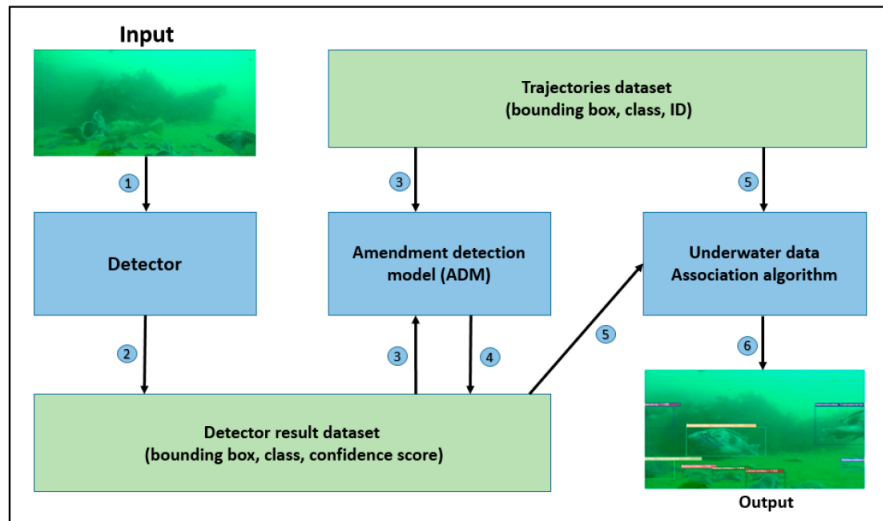 Input
Trajectories dataset
(bounding box, class, ID)
1
3
5
Detector
Amendment detection
model (ADM)
Underwater data
Association algorithm
2
3
4
5
6
Detector result dataset
(bounding box, class, confidence score)
Output